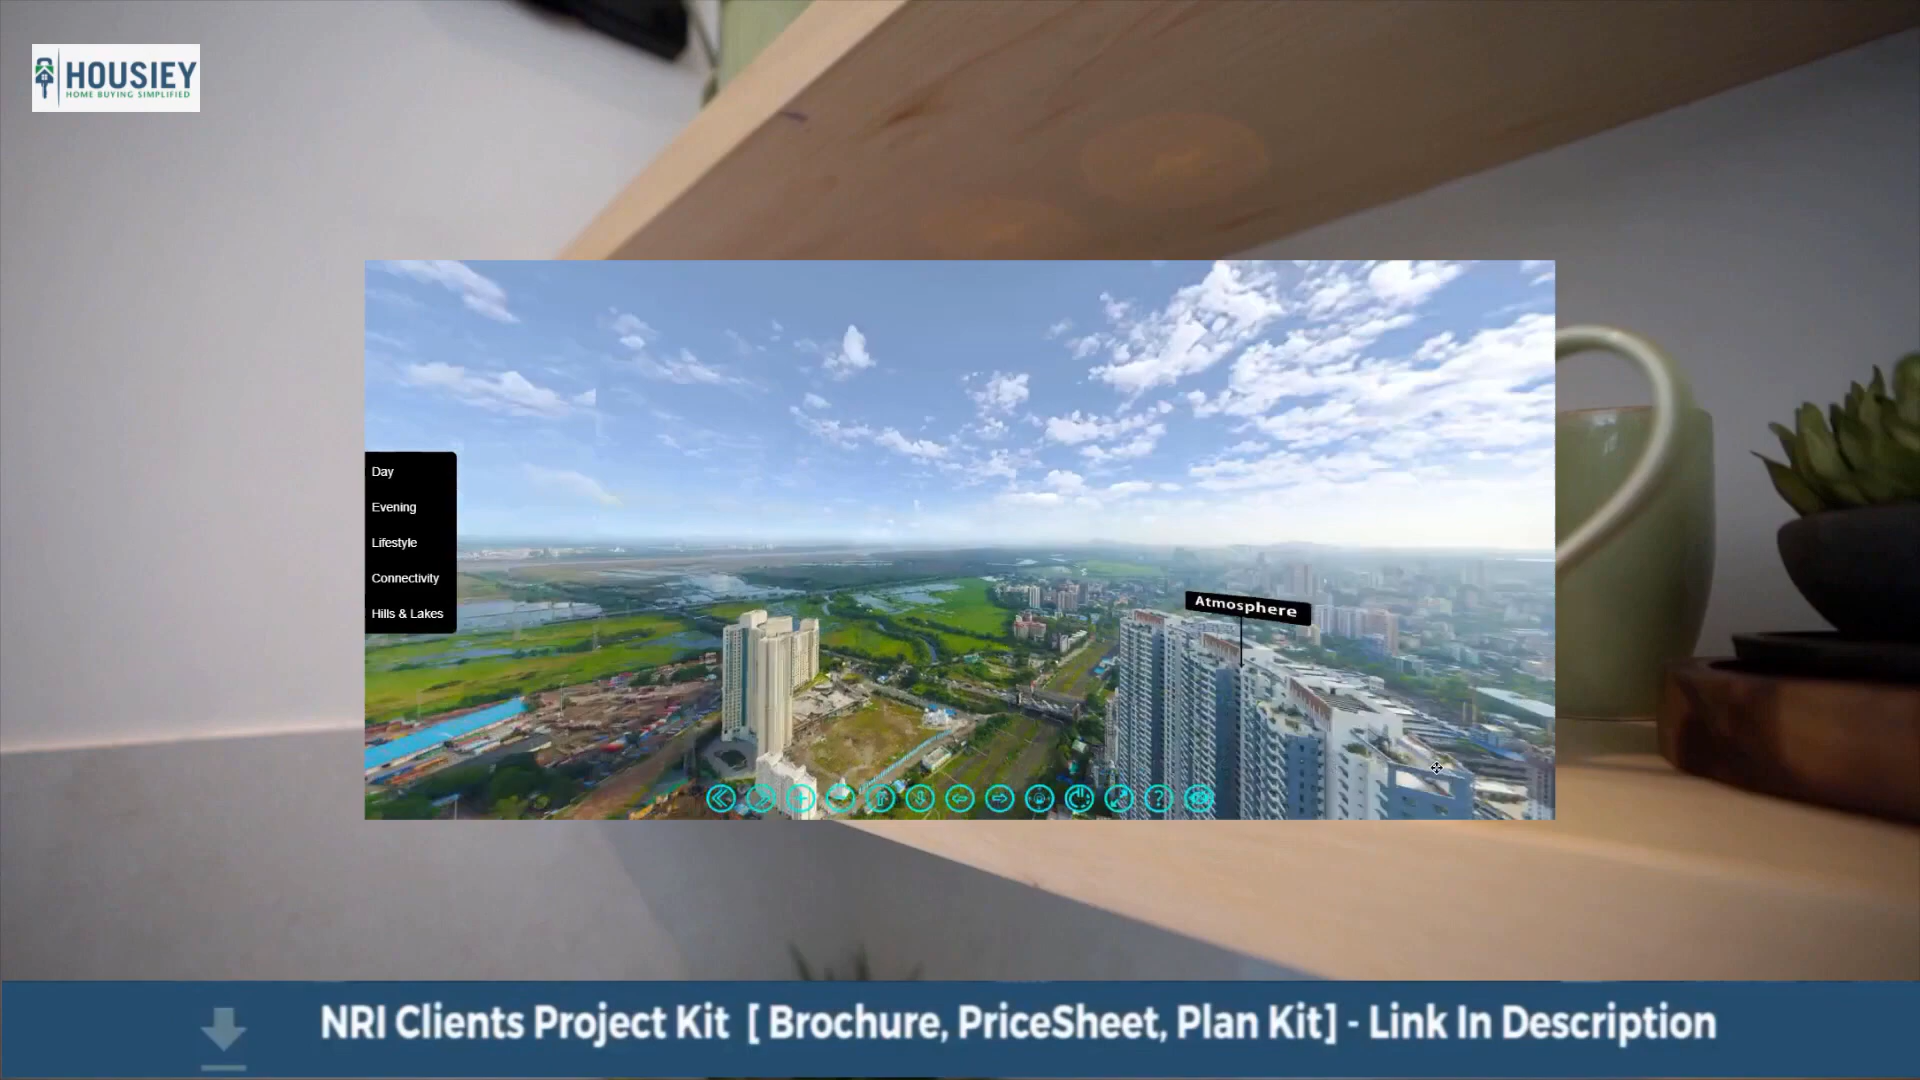 HOUSIEY
HOME BUYING SIMPLIFIED
Day
Evening
Lifestyle
Connectivity
Hills & Lakes
Atmosphere
NRI Clients Project Kit [ Brochure, PriceSheet, Plan Kit] - Link In Description